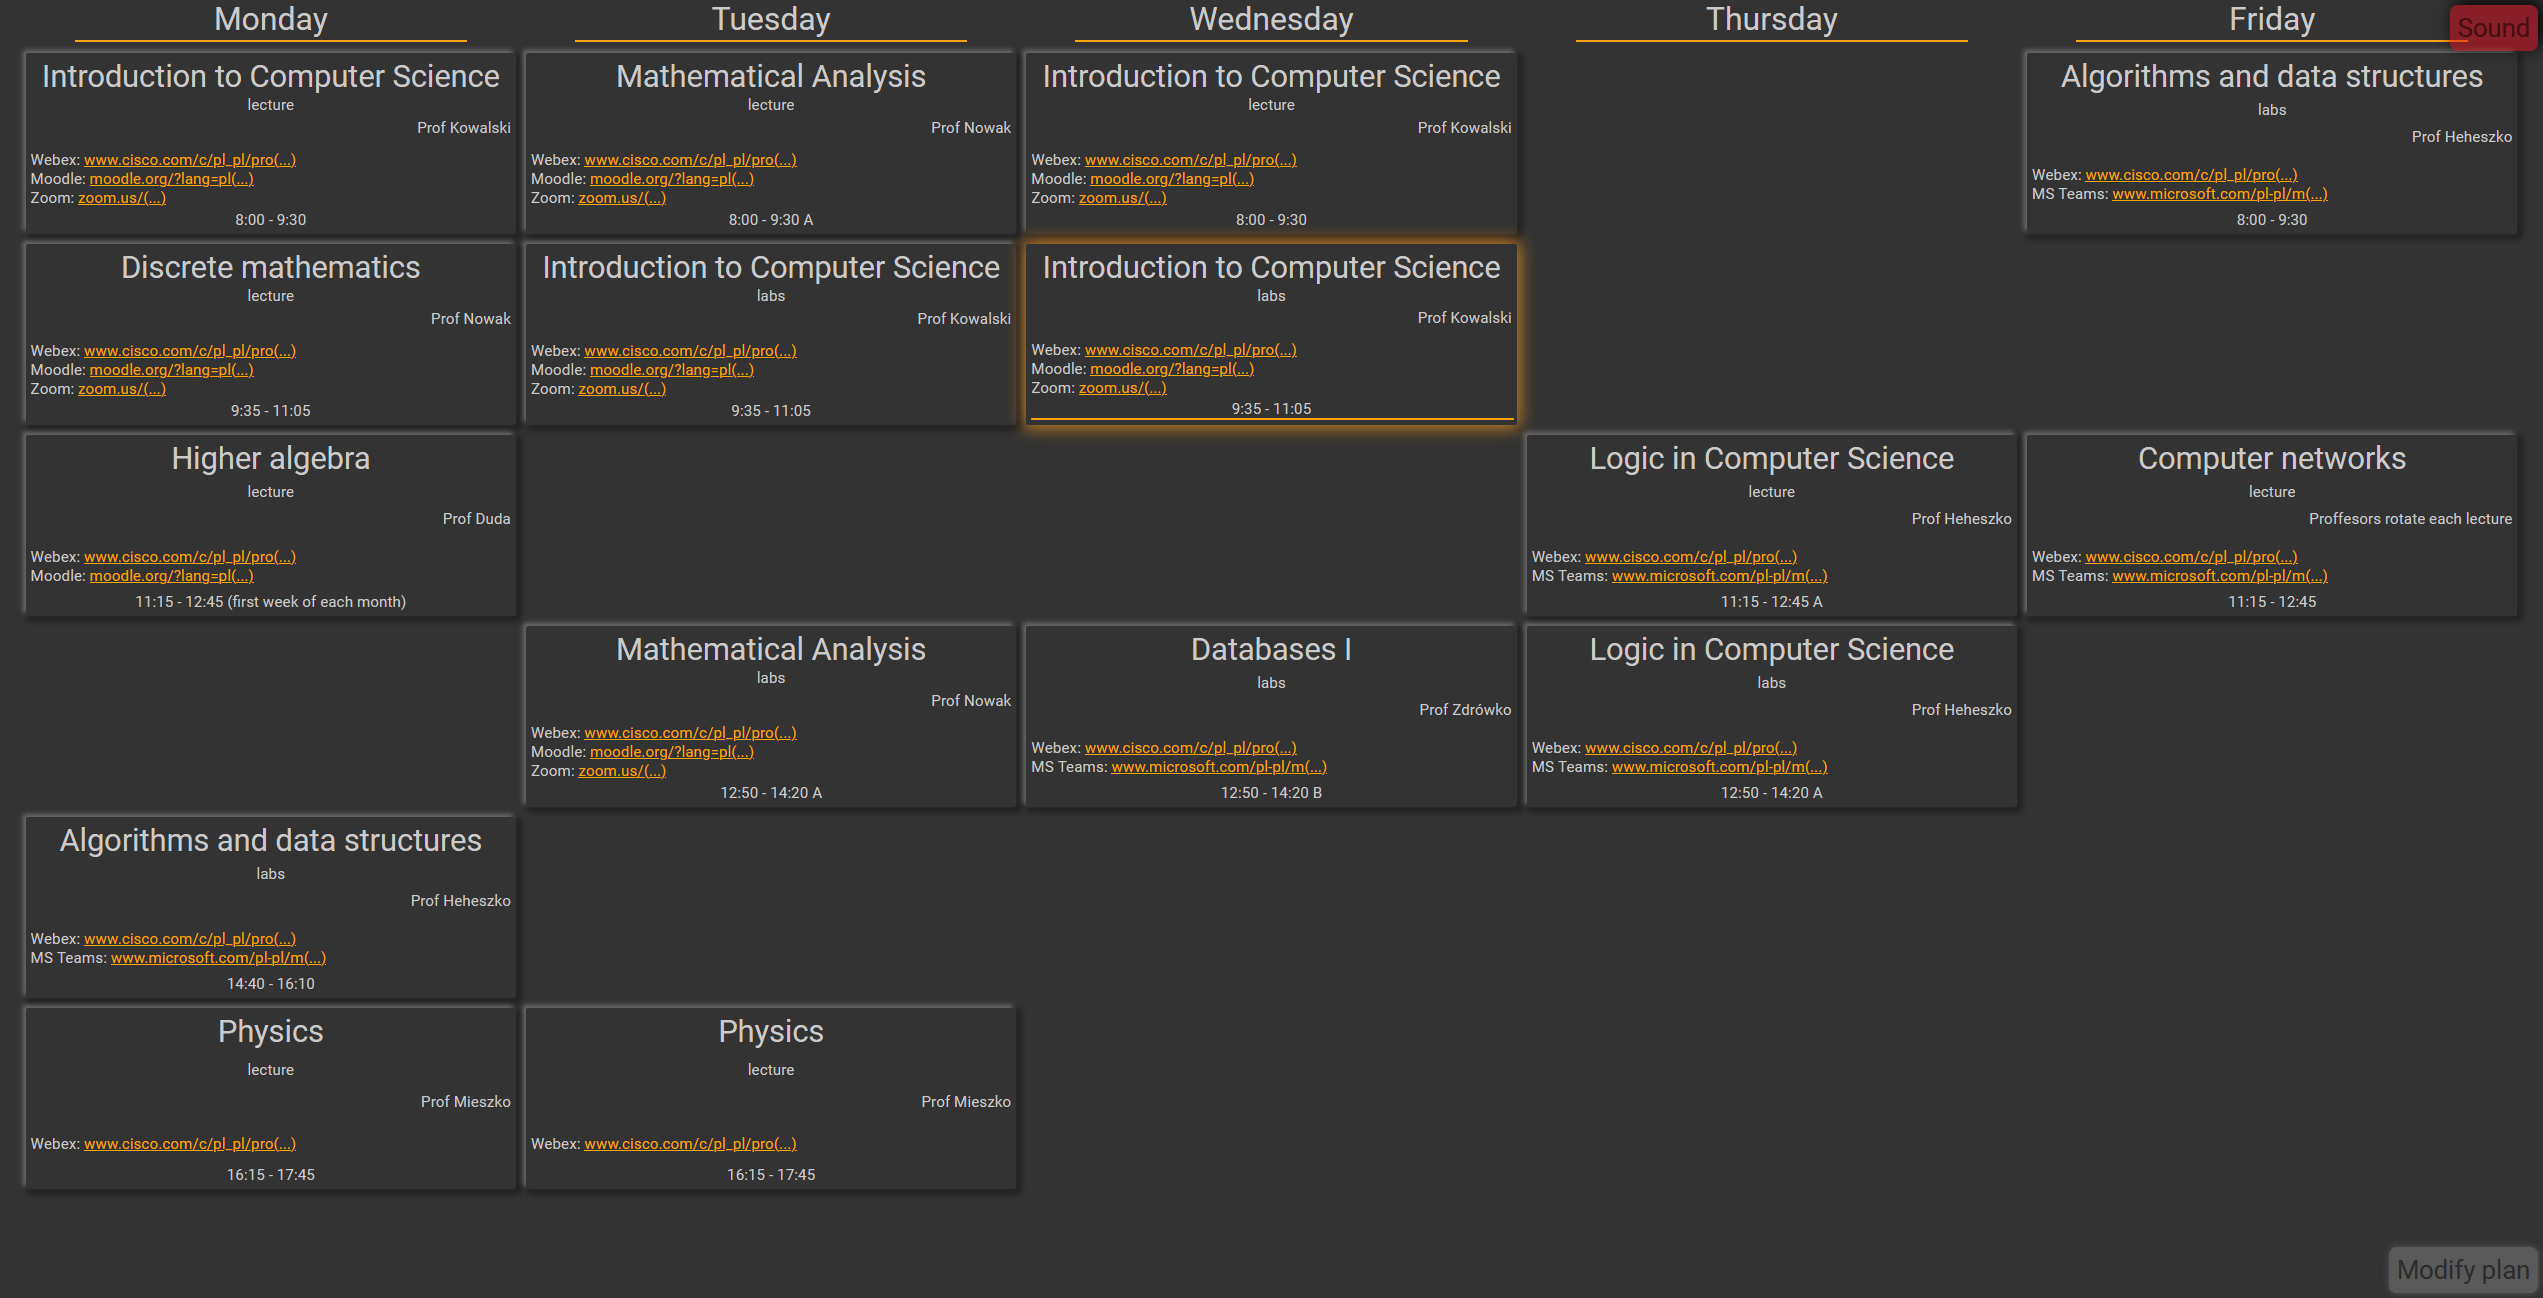 Monday
Introduction to Computer Science
lecture
Prof Kowalski
Webex: www.cisco.com/c/pl_pl/pro(...)
Moodle: moodle.org/?lang=pl(...)
Zoom: zoom.us/(...)
8:00 - 9:30
Discrete mathematics
lecture
Prof Nowak
Webex: www.cisco.com/c/pl_pl/pro(...)
Moodle: moodle.org/?lang=pl(...)
Zoom: zoom.us/(...)
9:35 - 11:05
Higher algebra
lecture
Prof Duda
Webex: www.cisco.com/c/pl_pl/pro(...)
Moodle: moodle.org/?lang=pl(...)
11:15 - 12:45 (first week of each month)
Algorithms and data structures
labs
Prof Heheszko
Webex: www.cisco.com/c/pl_pl/pro(...)
MS Teams: www.microsoft.com/pl-pl/m(...)
14:40 - 16:10
Physics
lecture
Prof Mieszko
Webex: www.cisco.com/c/pl_pl/pro(...)
16:15 - 17:45
Tuesday
Mathematical Analysis
lecture
Prof Nowak
Webex: www.cisco.com/c/pl_pl/pro(...)
Moodle: moodle.org/?lang=pl(...)
Zoom: zoom.us/(...)
8:00 - 9:30 A
Introduction to Computer Science
labs
Prof Kowalski
Webex: www.cisco.com/c/pl_pl/pro(...)
Moodle: moodle.org/?lang=pl(...)
Zoom: zoom.us/(...)
9:35 - 11:05
Mathematical Analysis
labs
Prof Nowak
Webex: www.cisco.com/c/pl_pl/pro(...)
Moodle: moodle.org/?lang=pl(...)
Zoom: zoom.us/(...)
12:50 - 14:20 A
Physics
lecture
Prof Mieszko
Webex: www.cisco.com/c/pl_pl/pro(...)
16:15 - 17:45
Wednesday
Introduction to Computer Science
lecture
Prof Kowalski
Webex: www.cisco.com/c/pl_pl/pro(...)
Moodle: moodle.org/?lang=pl(...)
Zoom: zoom.us/(...)
8:00 - 9:30
Introduction to Computer Science
labs
Prof Kowalski
Webex: www.cisco.com/c/pl_pl/pro(...)
Moodle: moodle.org/?lang=pl(...)
Zoom: zoom.us/(...)
9:35 - 11:05
Databases I
labs
Prof Zdrówko
Webex: www.cisco.com/c/pl_pl/pro(...)
MS Teams: www.microsoft.com/pl-pl/m(...)
12:50 - 14:20 B
Thursday
Logic in Computer Science
lecture
Prof Heheszko
Webex: www.cisco.com/c/pl_pl/pro(...)
MS Teams: www.microsoft.com/pl-pl/m(...)
11:15 - 12:45 A
Logic in Computer Science
labs
Prof Heheszko
Webex: www.cisco.com/c/pl_pl/pro(...)
MS Teams: www.microsoft.com/pl-pl/m(...)
12:50 - 14:20 A
Friday
Sound
Algorithms and data structures
labs
Prof Heheszko
Webex: www.cisco.com/c/pl_pl/pro(...)
MS Teams: www.microsoft.com/pl-pl/m(...)
8:00 - 9:30
Computer networks
lecture
Proffesors rotate each lecture
Webex: www.cisco.com/c/pl_pl/pro(...)
MS Teams: www.microsoft.com/pl-pl/m(...)
11:15 - 12:45
Modify plan